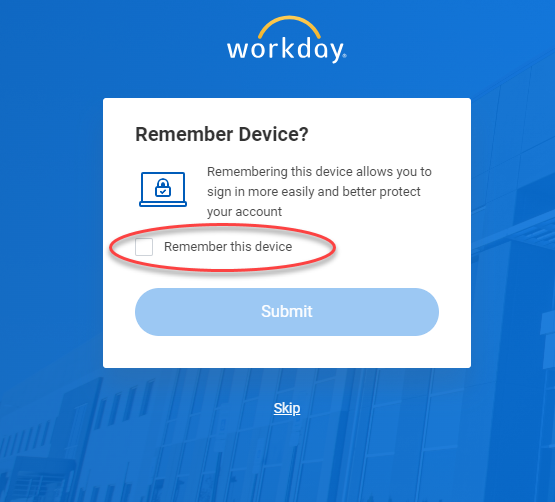 workday.
Remember Device?
Remembering this device allows you to
sign in more easily and better protect
your account
Remember this device
Submit
Skip